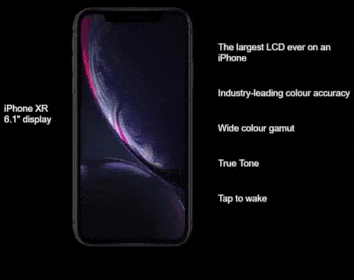 iPhone XR
6.1" display
The largest LCD ever on an
iPhone
Industry-leading colour accuracy
Wide colour gamut
True Tone
Tap to wake